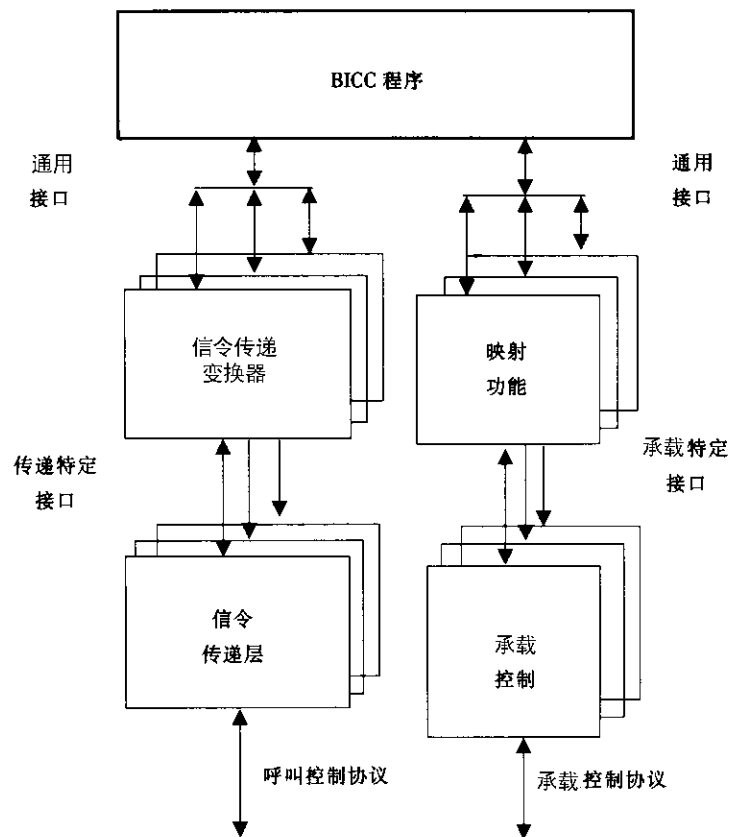 BICC 程序
通用
接口
通用
接口
信令传递
变换器
映射
功能
传递特定
接口
承载特定
接口
信令
传递层
承载
控制
呼叫控制协议
承载控制协议